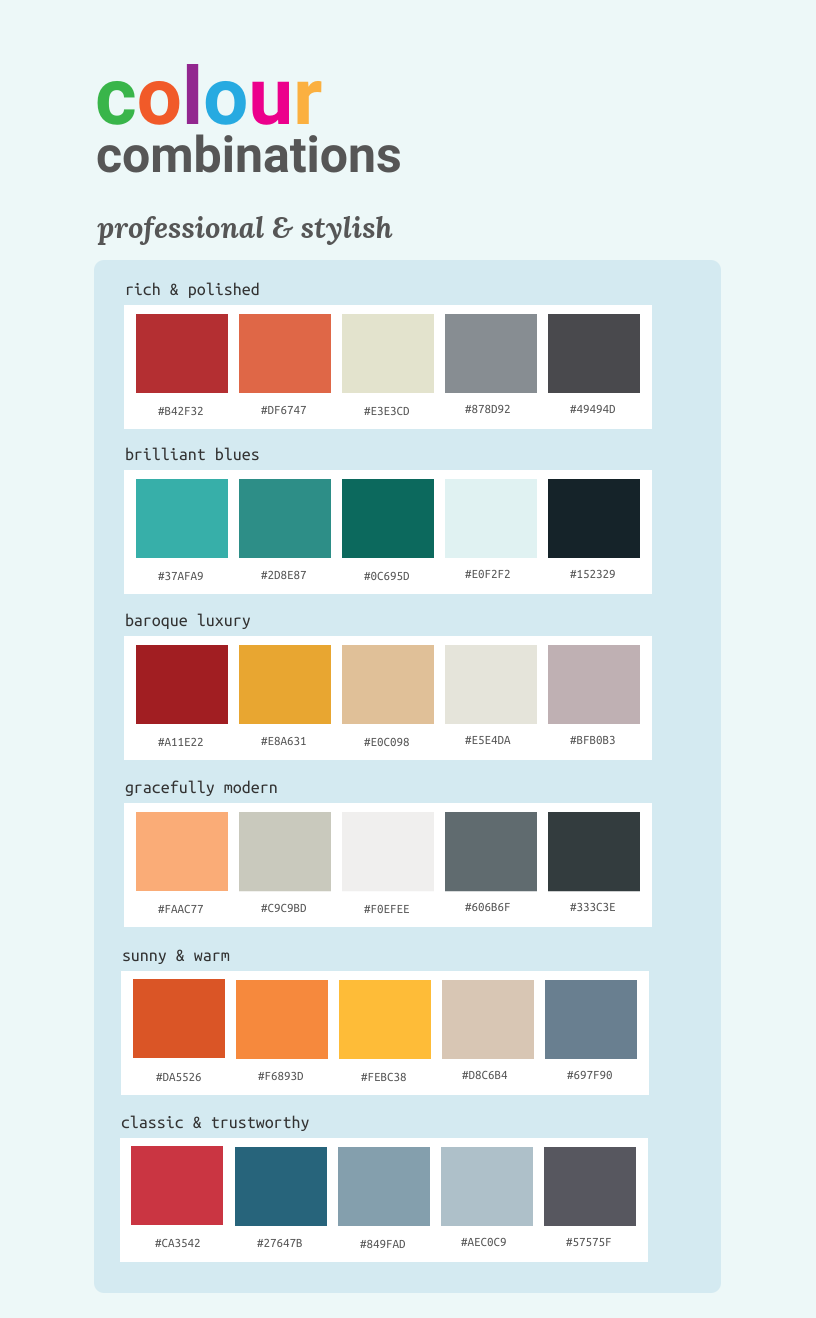 colour
combinations
professional & stylish
rich & polished
#B42F32 #DF6747 #E3E3CD #878D92 #49494D
brilliant blues
#37AFA9 #2D8E87 #0C695D #E0F2F2 #152329
baroque luxury
#A11E22 #E8A631 #E0C098 #E5E4DA #BFB0B3
gracefully modern
#FAAC77 #C9C9BD #F0EFEE #606B6F #333C3E
sunny & warm
#DA5526 #F6893D #FEBC38 #D8C6B4 #697F90
classic & trustworthy
#CA3542 #27647B #849FAD #AEC0C9 #57575F